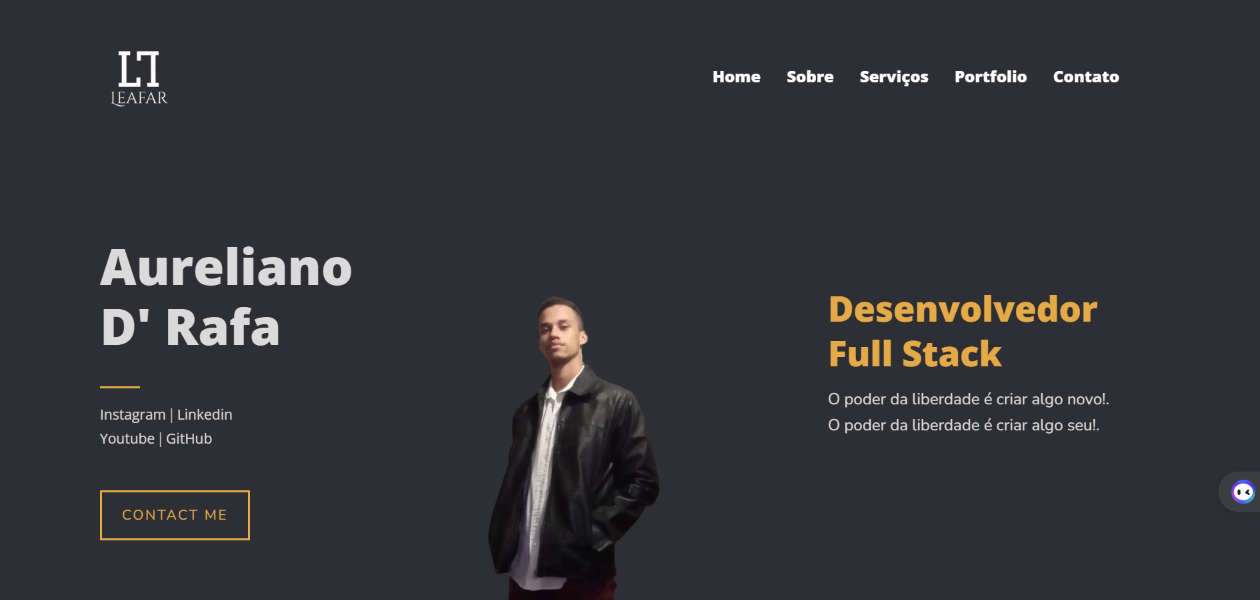 LT
LEAFAR
Home Sobre Serviços Portfolio Contato
Aureliano
D' Rafa
Instagram | Linkedin
Youtube | GitHub
CONTACT ME
Desenvolvedor
Full Stack
O poder da liberdade é criar algo novo!.
O poder da liberdade é criar algo seu!.